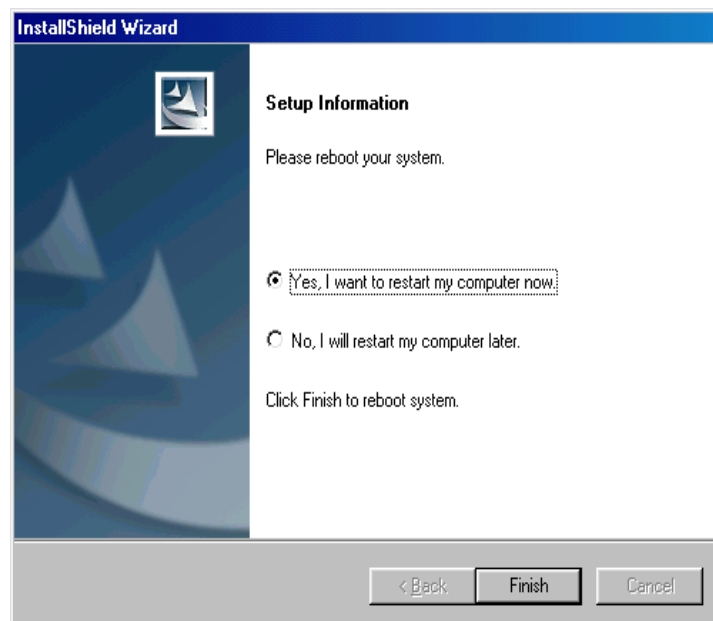 InstallShield Wizard
Setup Information
Please reboot your system.
Yes, I want to restart my computer now.
No, I will restart my computer later.
Click Finish to reboot system.
< Back Finish Cancel